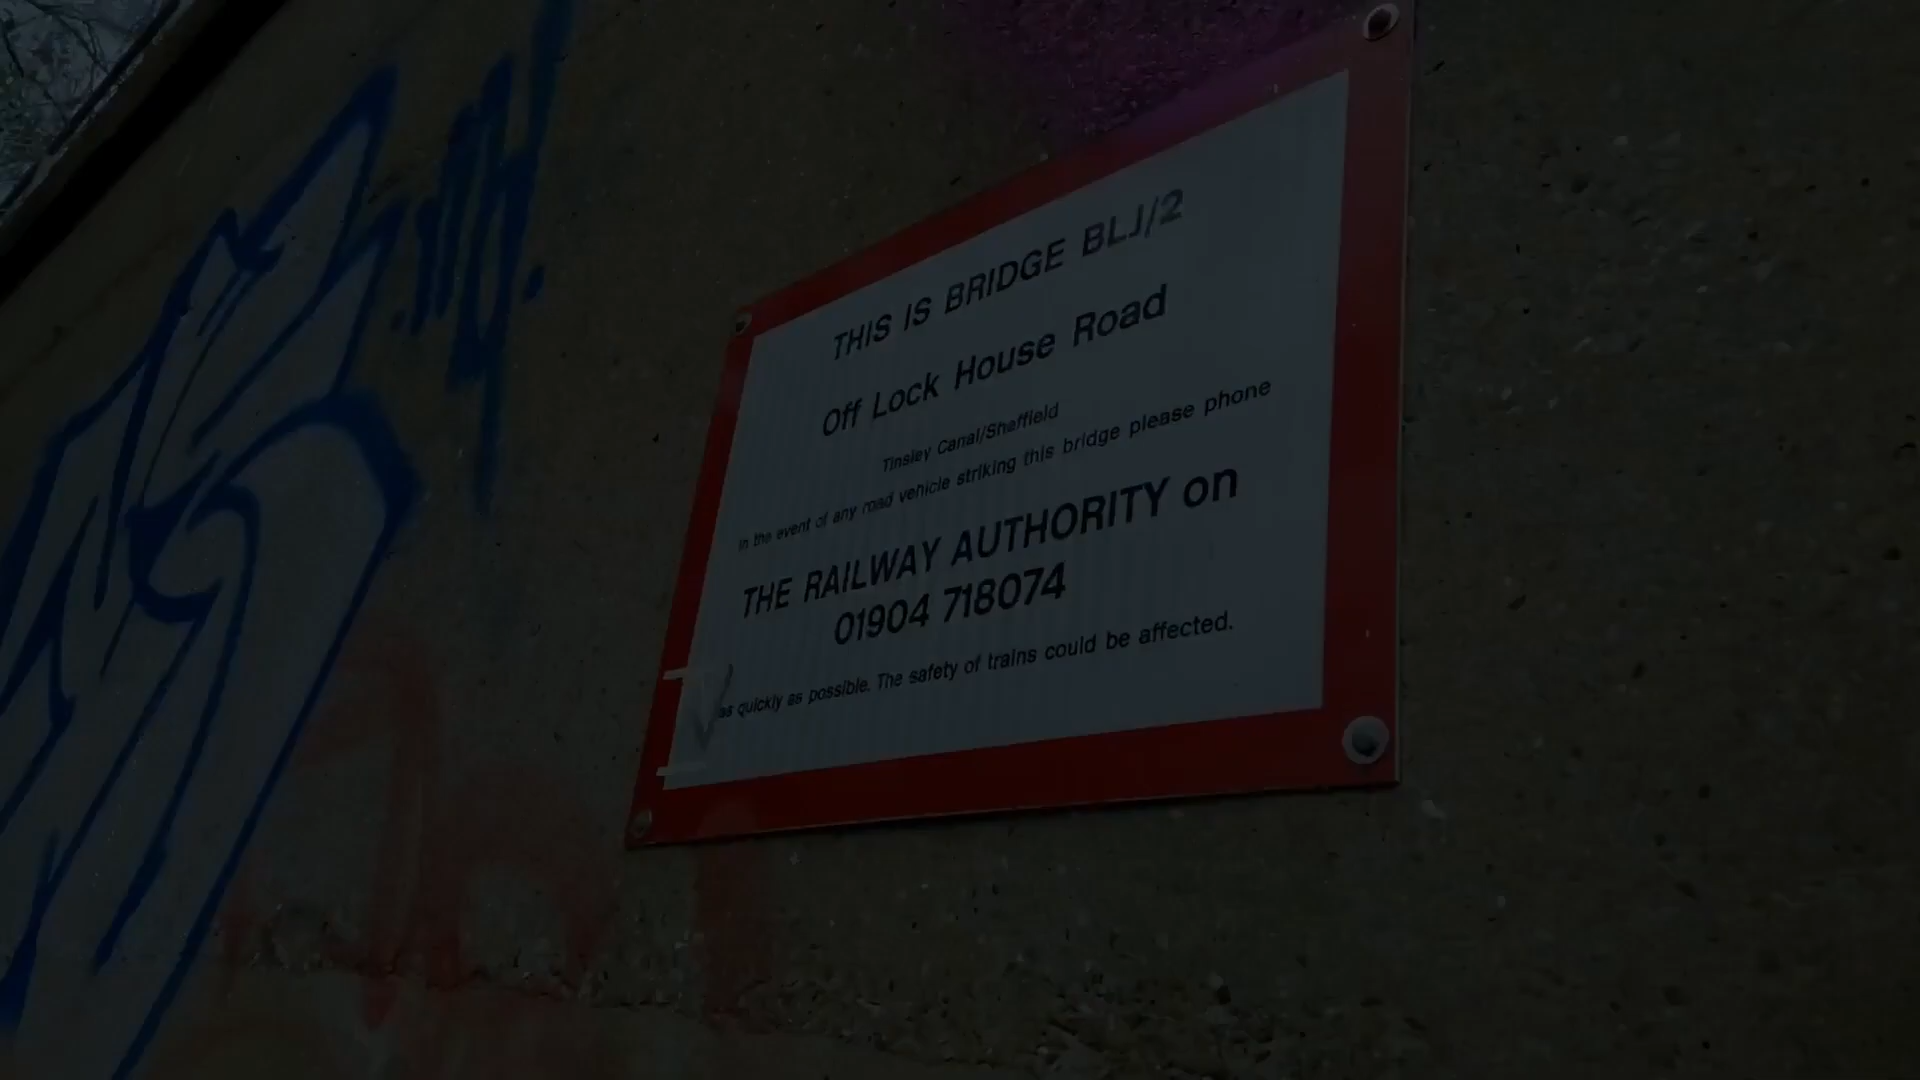 THIS IS BRIDGE BLJ/2
Off Lock House Road
Tinsley Canal/Sheffield
In the event of any road vehicle striking this bridge please phone
THE RAILWAY AUTHORITY on
01904 718074
as quickly as possible. The safety of trains could be affected.